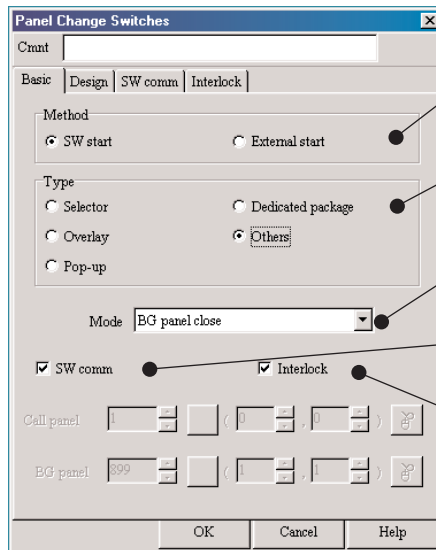 Panel Change Switches
Cmnt
Basic Design SW comm Interlock
Method
SW start External start
Type
Selector Dedicated package
Overlay Others
Pop-up
Mode BG panel close
SW comm Interlock
Call panel 1 ( 0 , 0 )
BG panel 899 ( 1 , 1 )
OK Cancel Help